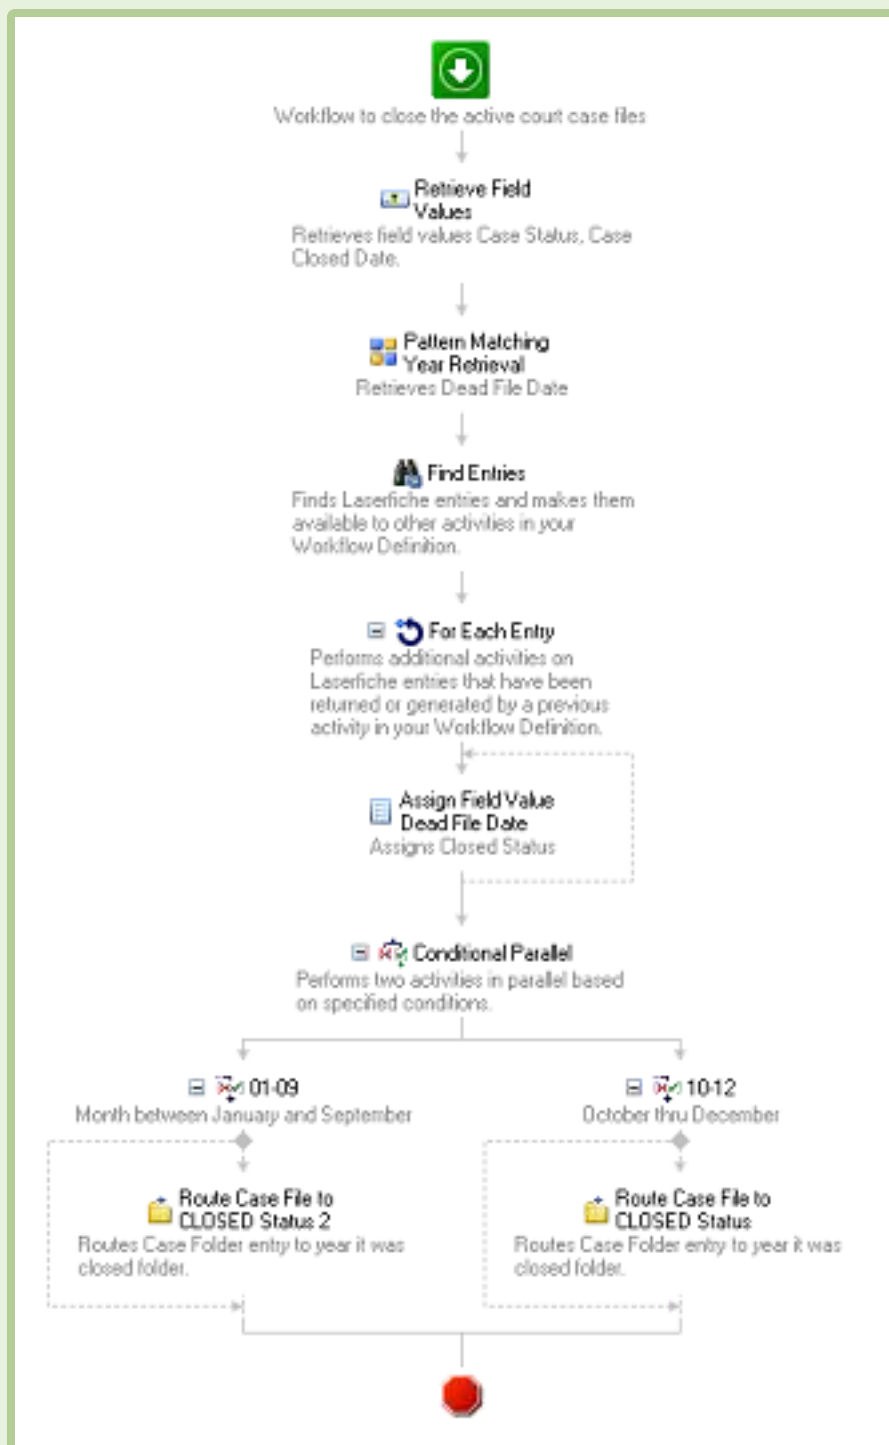 Workflow to close the active court case files
Retrieve Field
Values
Retrieves field values Case Status, Case
Closed Date.
Pattern Matching
Year Retrieval
Retrieves Dead File Date
Find Entries
Finds Laserfiche entries and makes them
available to other activities in your
Workflow Definition.
For Each Entry
Performs additional activities on
Laserfiche entries that have been
returned or generated by a previous
activity in your Workflow Definition.
Assign Field Value
Dead File Date
Assigns Closed Status
Conditional Parallel
Performs two activities in parallel based
on specified conditions.
01-09
Month between January and September
Route Case File to
CLOSED Status 2
Routes Case Folder entry to year it was
closed folder.
10-12
October thru December
Route Case File to
CLOSED Status
Routes Case Folder entry to year it was
closed folder.